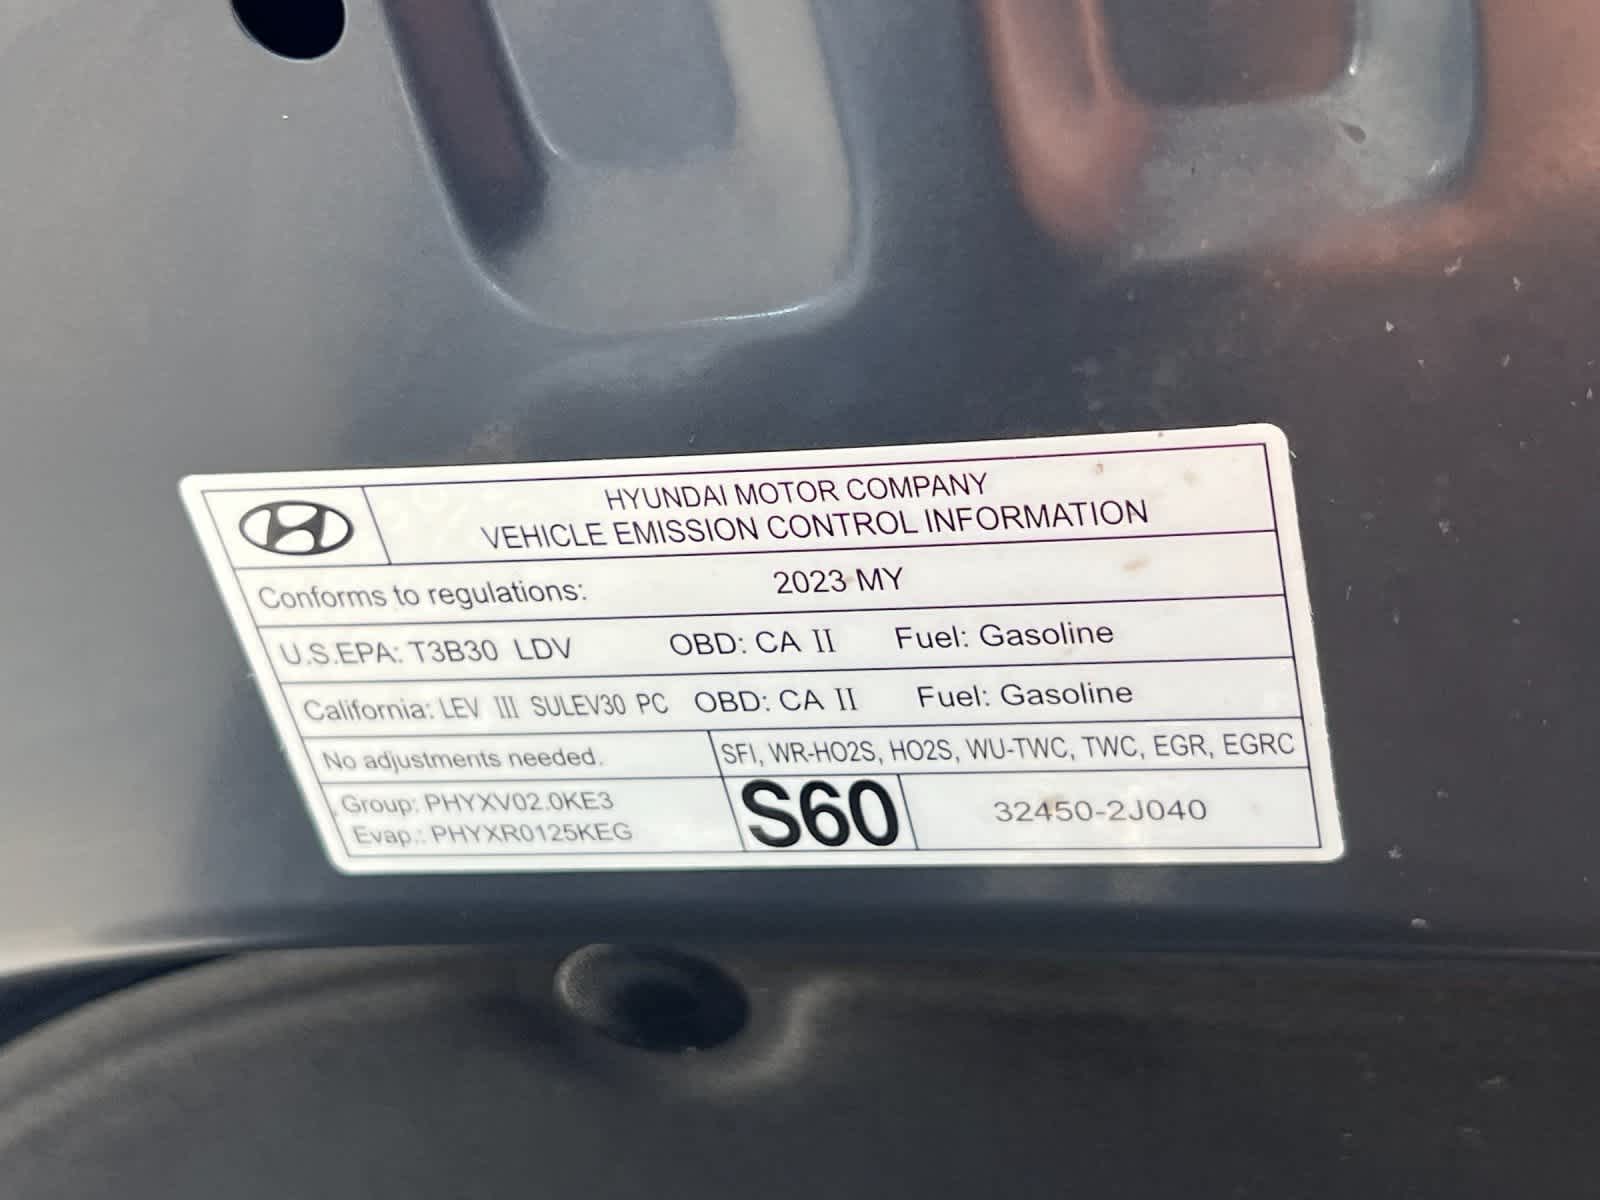 HYUNDAI MOTOR COMPANY
VEHICLE EMISSION CONTROL INFORMATION
Conforms to regulations: 2023 MY
U.S.EPA: T3B30 LDV OBD: CA II Fuel: Gasoline
California: LEV III SULEV30 PC OBD: CA II Fuel: Gasoline
No adjustments needed. SFI, WR-HO2S, HO2S, WU-TWC, TWC, EGR, EGRC
Group: PHYXV02.0KE3
Evap.: PHYXR0125KEG
S60
32450-2J040